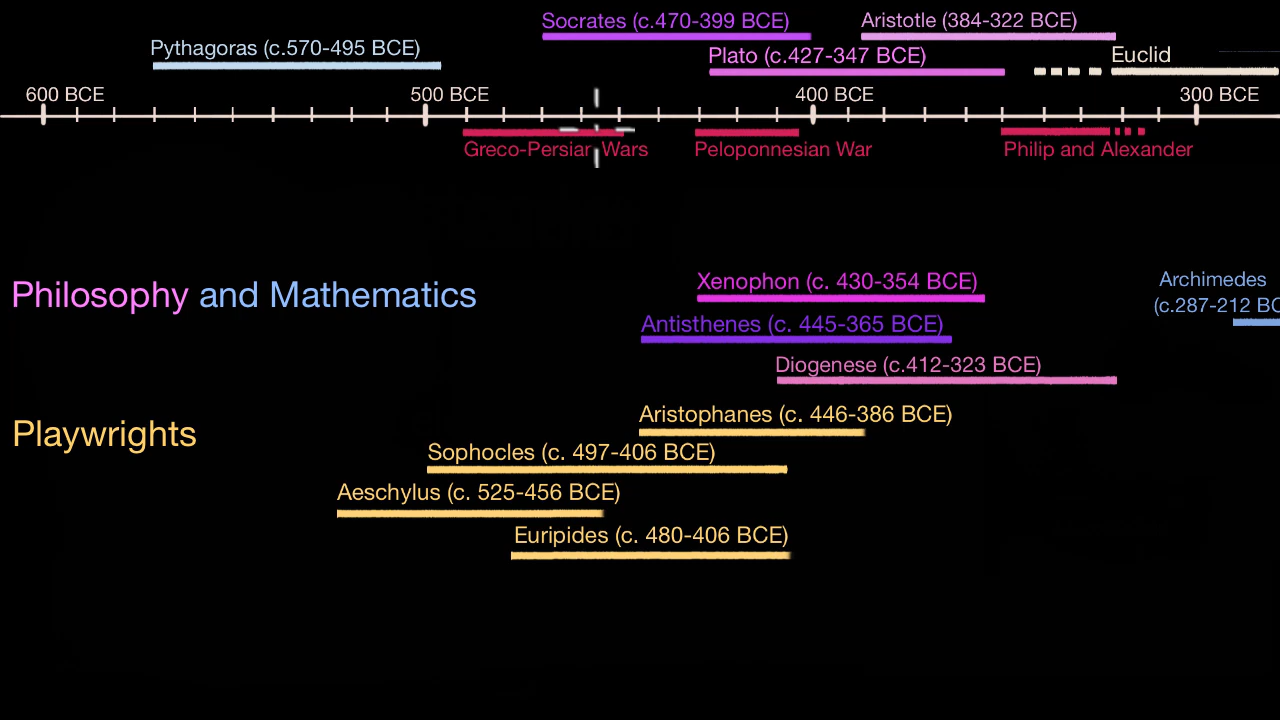 Socrates (c.470-399 BCE)
Aristotle (384-322 BCE)
Pythagoras (c.570-495 BCE)
Plato (c.427-347 BCE)
Euclid
600 BCE
500 BCE
400 BCE
300 BCE
Greco-Persian Wars
Peloponnesian War
Philip and Alexander
Philosophy and Mathematics
Xenophon (c. 430-354 BCE)
Archimedes
(c.287-212 BC
Antisthenes (c. 445-365 BCE)
Diogenese (c.412-323 BCE)
Playwrights
Aristophanes (c. 446-386 BCE)
Sophocles (c. 497-406 BCE)
Aeschylus (c. 525-456 BCE)
Euripides (c. 480-406 BCE)